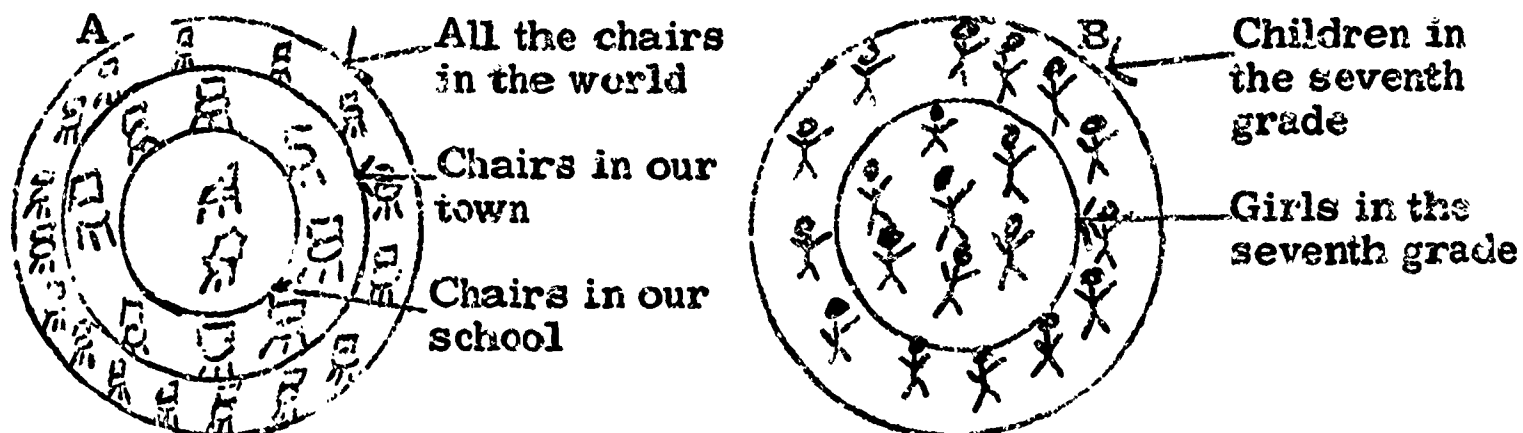 A
All the chairs
in the world
Chairs in our
town
Chairs in our
school
B
Children in
the seventh
grade
Girls in the
seventh grade